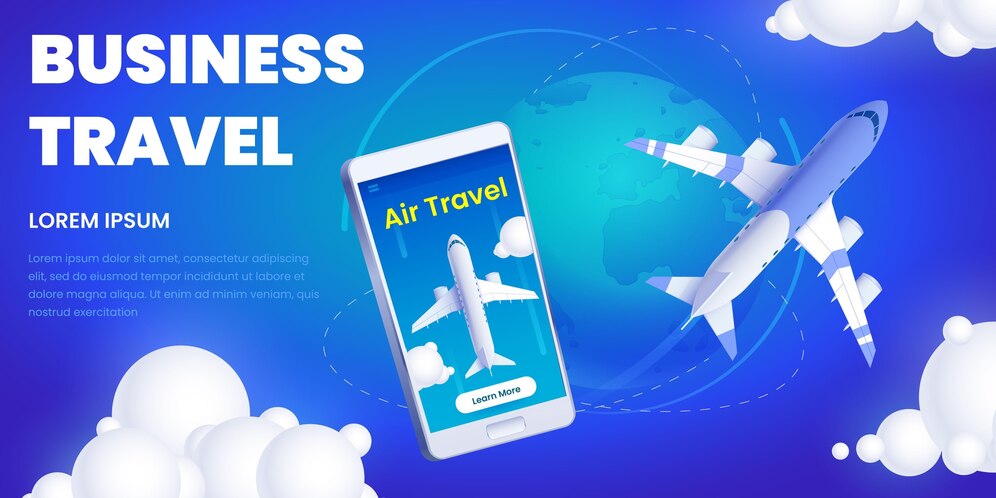 BUSINESS
TRAVEL
LOREM IPSUM
Lorem ipsum dolor sit amet, consectetur adipiscing
elit, sed do eiusmod tempor incididunt ut labore et
dolore magna aliqua. Ut enim ad minim veniam, quis
nostrud exercitation
Air Travel
Learn More